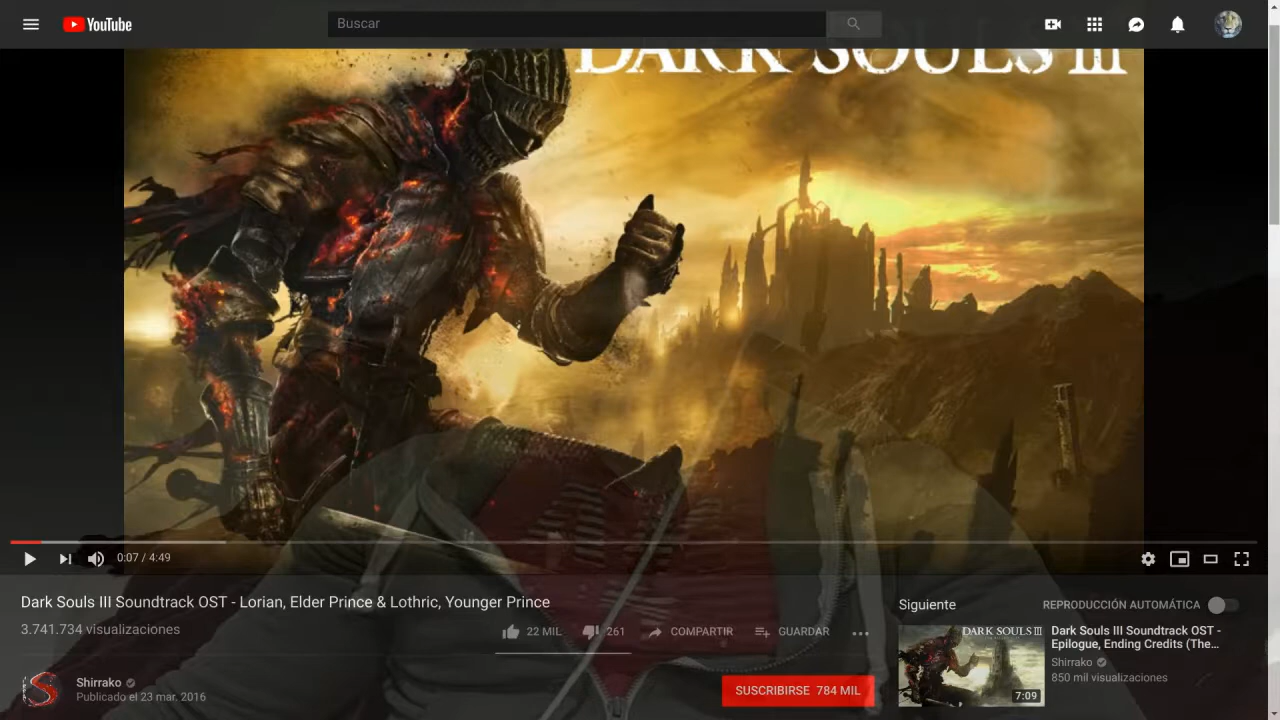 YouTube
Buscar
DARK SOULS III
0:07 / 4:49
Dark Souls III Soundtrack OST - Lorian, Elder Prince & Lothric, Younger Prince
3.741.734 visualizaciones
22 MIL
261
COMPARTIR
GUARDAR
Shirrako
Publicado el 23 mar. 2016
SUSCRIBIRSE 784 MIL
Siguiente
REPRODUCCIÓN AUTOMÁTICA
DARK SOULS III
7:09
Dark Souls III Soundtrack OST -
Epilogue, Ending Credits (The...
Shirrako
850 mil visualizaciones